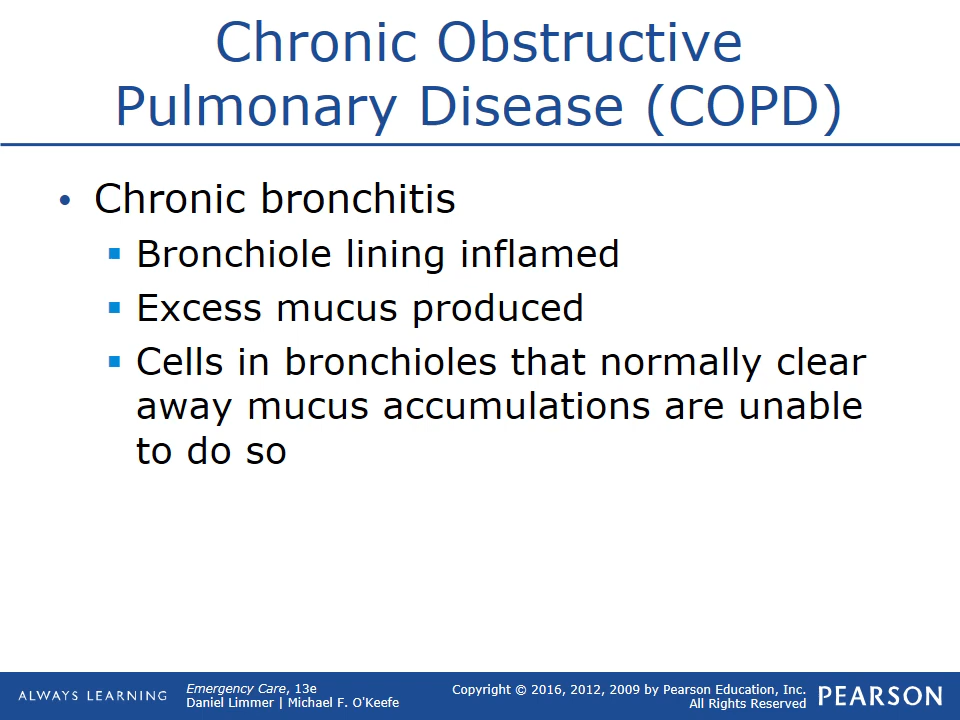 Chronic Obstructive
Pulmonary Disease (COPD)
• Chronic bronchitis
▪ Bronchiole lining inflamed
▪ Excess mucus produced
▪ Cells in bronchioles that normally clear
away mucus accumulations are unable
to do so
ALWAYS LEARNING
Emergency Care, 13e
Daniel Limmer | Michael F. O'Keefe
Copyright © 2016, 2012, 2009 by Pearson Education, Inc.
All Rights Reserved
PEARSON